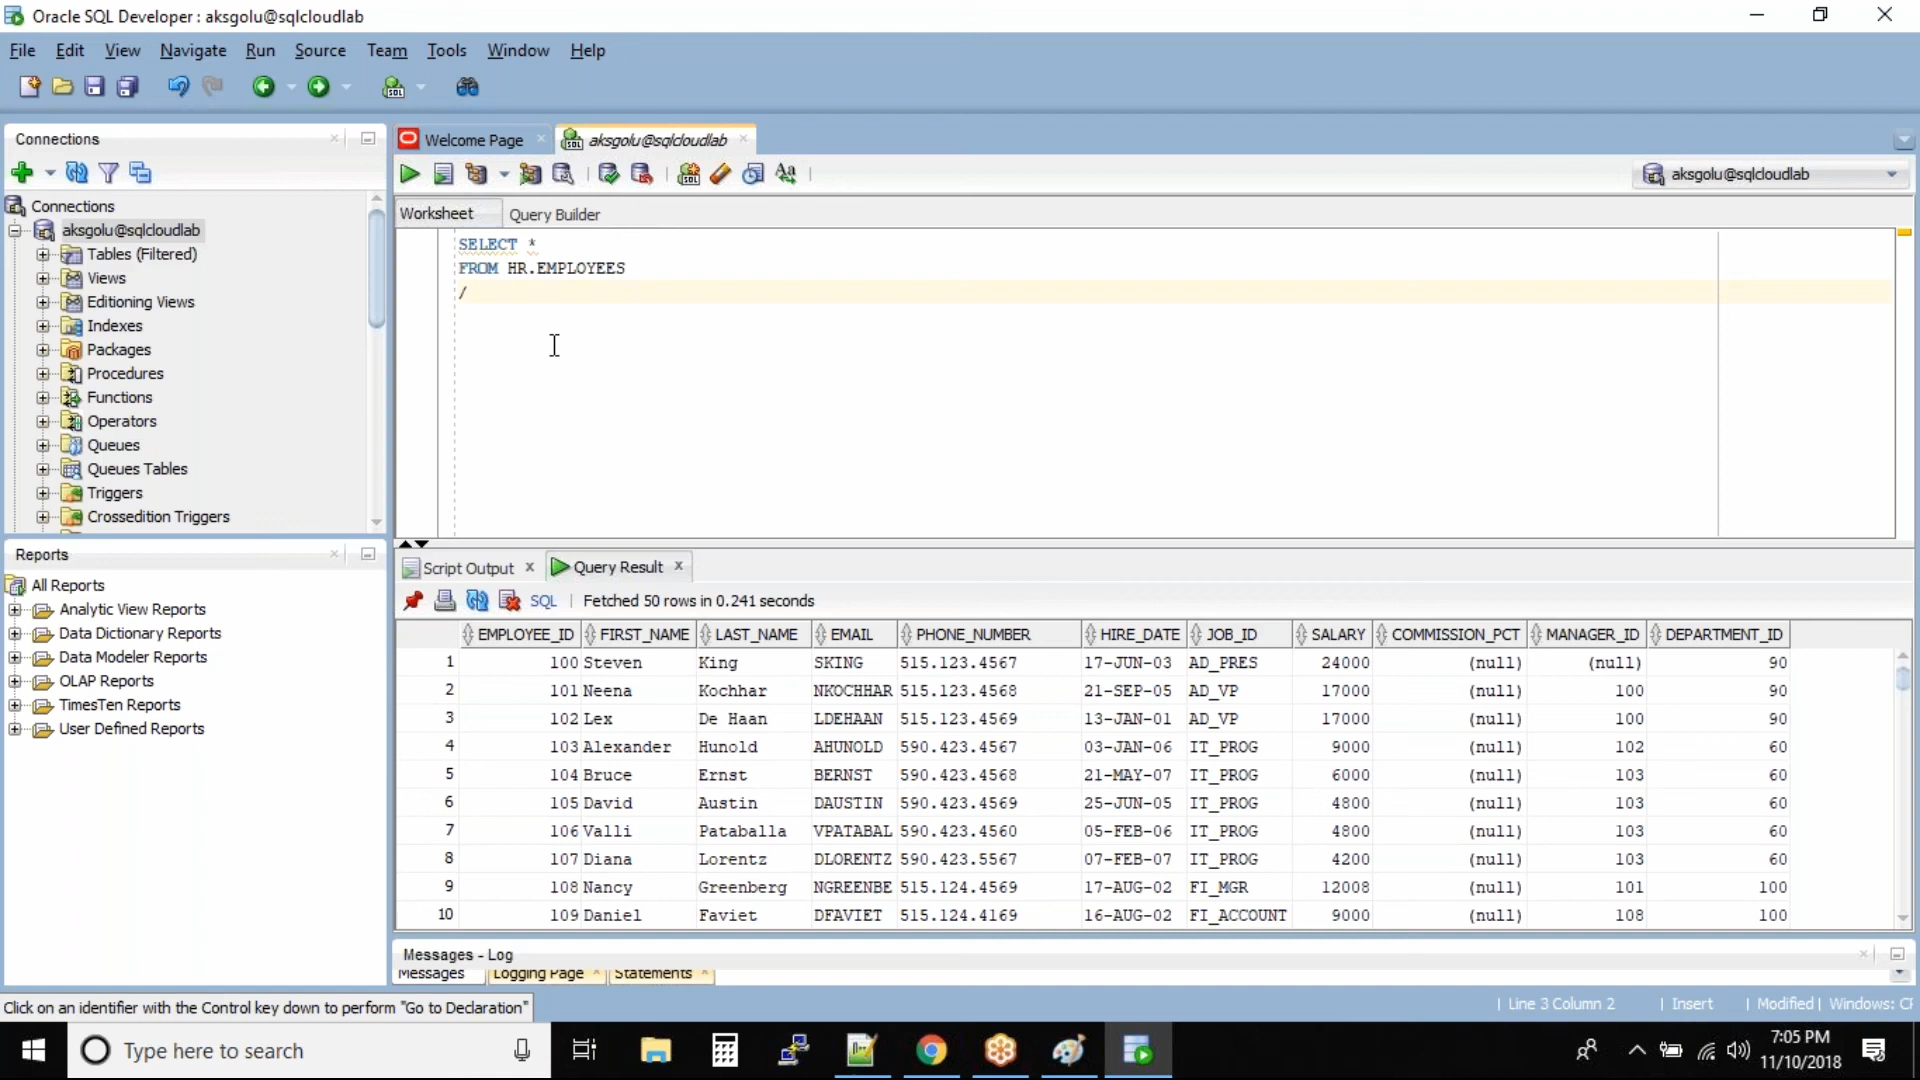 Oracle SQL Developer : aksgolu@sqlcloudlab
File Edit View Navigate Run Source Team Tools Window Help
Connections
Connections
aksgolu@sqlcloudlab
Tables (Filtered)
Views
Editioning Views
Indexes
Packages
Procedures
Functions
Operators
Queues
Queues Tables
Triggers
Crossedition Triggers
Reports
All Reports
Analytic View Reports
Data Dictionary Reports
Data Modeler Reports
OLAP Reports
TimesTen Reports
User Defined Reports
Welcome Page aksgolu@sqlcloudlab
aksgolu@sqlcloudlab
Worksheet Query Builder
SELECT *
FROM HR.EMPLOYEES
/
Script Output Query Result
SQL Fetched 50 rows in 0.241 seconds
EMPLOYEE_ID FIRST_NAME LAST_NAME EMAIL PHONE_NUMBER HIRE_DATE JOB_ID SALARY COMMISSION_PCT MANAGER_ID DEPARTMENT_ID
1 100 Steven King SKING 515.123.4567 17-JUN-03 AD_PRES 24000 (null) (null) 90
2 101 Neena Kochhar NKOCHHAR 515.123.4568 21-SEP-05 AD_VP 17000 (null) 100 90
3 102 Lex De Haan LDEHAAN 515.123.4569 13-JAN-01 AD_VP 17000 (null) 100 90
4 103 Alexander Hunold AHUNOLD 590.423.4567 03-JAN-06 IT_PROG 9000 (null) 102 60
5 104 Bruce Ernst BERNST 590.423.4568 21-MAY-07 IT_PROG 6000 (null) 103 60
6 105 David Austin DAUSTIN 590.423.4569 25-JUN-05 IT_PROG 4800 (null) 103 60
7 106 Valli Pataballa VPATABAL 590.423.4560 05-FEB-06 IT_PROG 4800 (null) 103 60
8 107 Diana Lorentz DLORENTZ 590.423.5567 07-FEB-07 IT_PROG 4200 (null) 103 60
9 108 Nancy Greenberg NGREENBE 515.124.4569 17-AUG-02 FI_MGR 12008 (null) 101 100
10 109 Daniel Faviet DFAVIET 515.124.4169 16-AUG-02 FI_ACCOUNT 9000 (null) 108 100
Messages - Log
Messages Logging Page Statements
Click on an identifier with the Control key down to perform "Go to Declaration"
Line 3 Column 2 Insert Modified Windows: CF
Type here to search
7:05 PM
11/10/2018